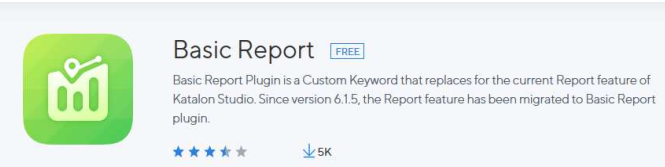 Basic Report FREE
Basic Report Plugin is a Custom Keyword that replaces for the current Report feature of
Katalon Studio. Since version 6.1.5, the Report feature has been migrated to Basic Report
plugin.
5K